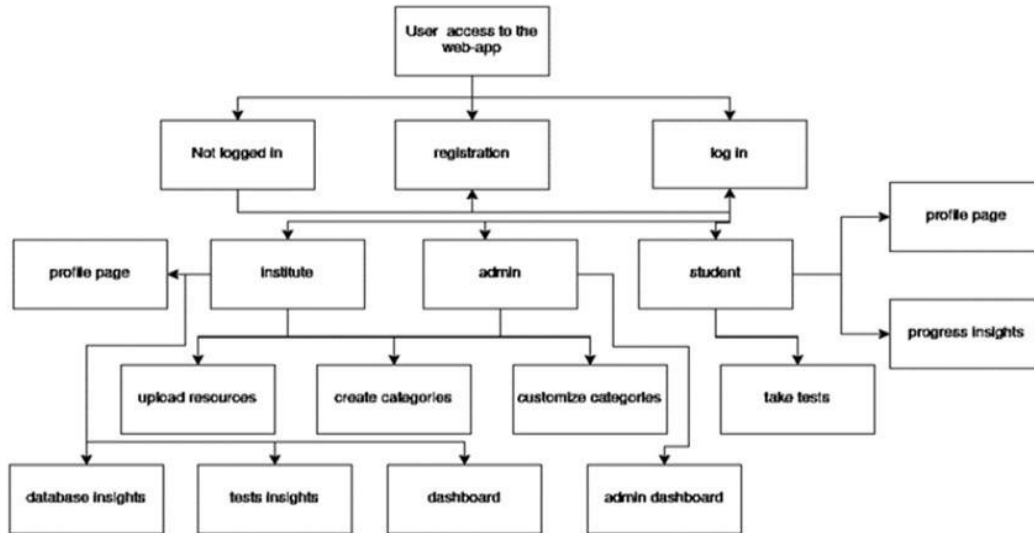 User access to the
web-app
Not logged in
registration
log in
profile page
profile page
institute
admin
student
progress insights
upload resources
create categories
customize categories
take tests
database insights
tests insights
dashboard
admin dashboard